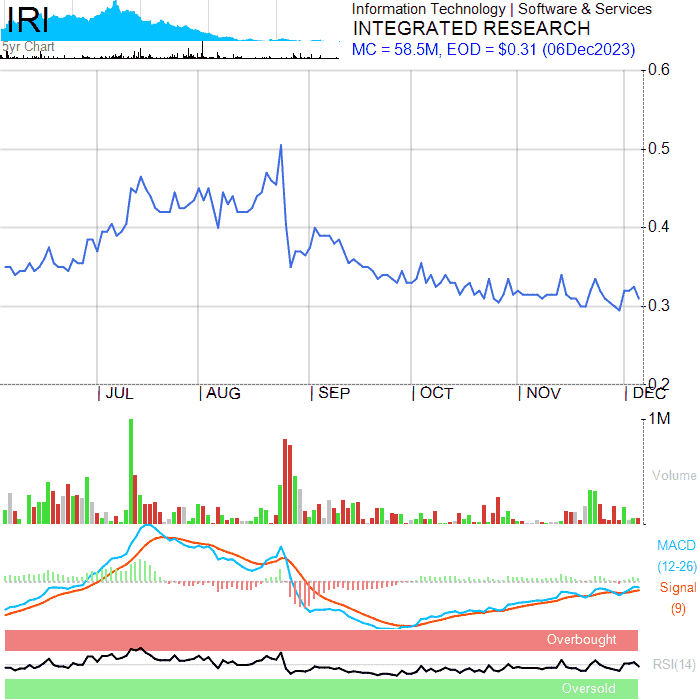 IRI
5yr Chart
Information Technology | Software & Services
INTEGRATED RESEARCH
MC = 58.5M, EOD = $0.31 (06Dec2023)
0.6
0.5
0.4
0.3
0.2
JUL
AUG
SEP
OCT
NOV
DEC
1M
Volume
MACD
(12-26)
Signal
(9)
Overbought
RSI(14)
Oversold